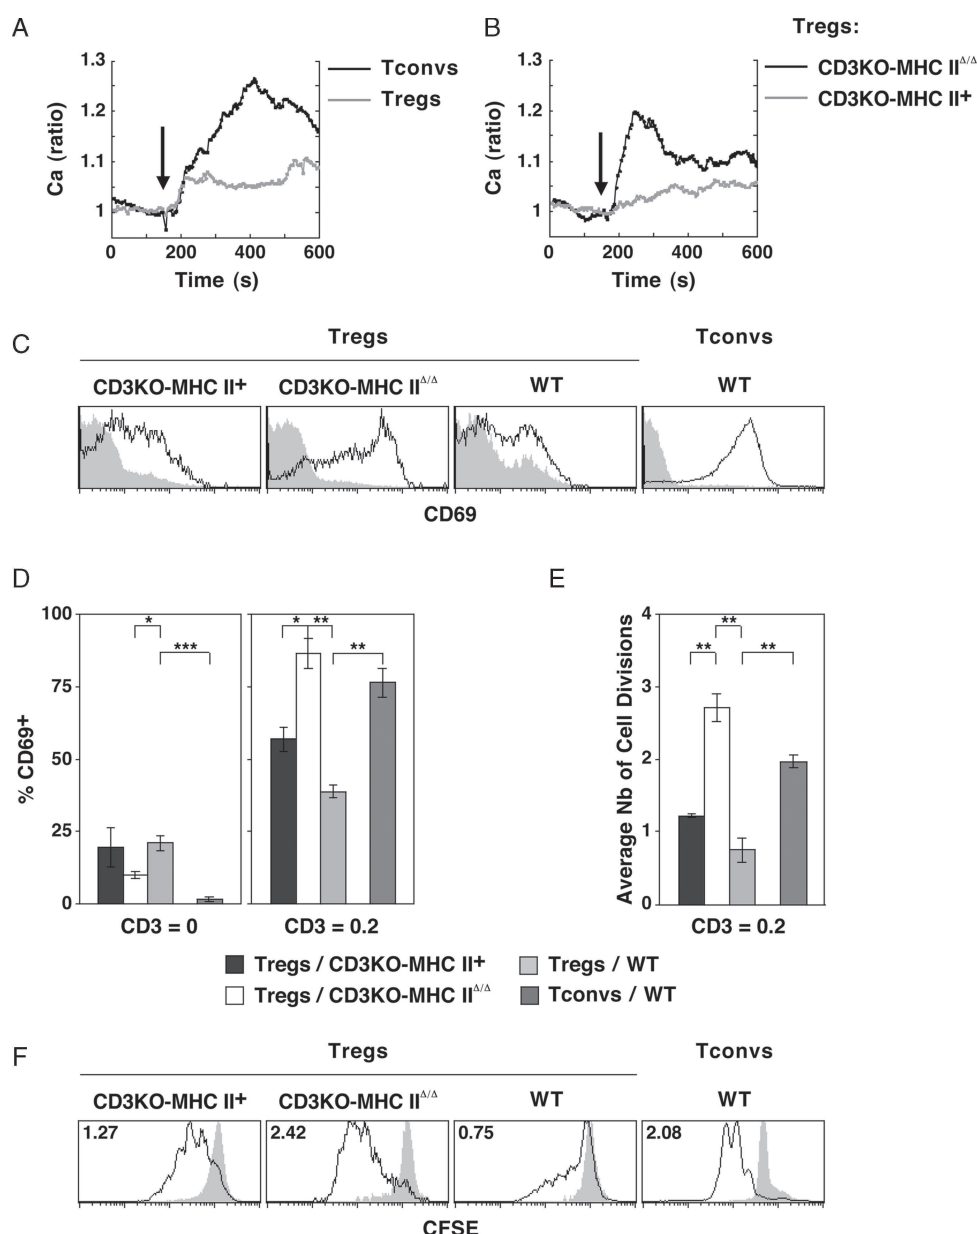 A
B
Tregs:
1.3
1.2
1.1
1
Ca (ratio)
0
200
400
600
Time (s)
Tconvs
Tregs
1.3
1.2
1.1
1
Ca (ratio)
0
200
400
600
Time (s)
CD3KO-MHC II Δ/Δ
CD3KO-MHC II+
C
Tregs
Tconvs
CD3KO-MHC II+
CD3KO-MHC II Δ/Δ
WT
WT
CD69
D
E
% CD69+
100
75
50
25
0
*
***
* **
**
CD3 = 0
CD3 = 0.2
Average Nb of Cell Divisions
4
3
2
1
0
**
** **
CD3 = 0.2
Tregs / CD3KO-MHC II+
Tregs / WT
Tregs / CD3KO-MHC II Δ/Δ
Tconvs / WT
F
Tregs
Tconvs
CD3KO-MHC II+
CD3KO-MHC II Δ/Δ
WT
WT
1.27
2.42
0.75
2.08
CFSE